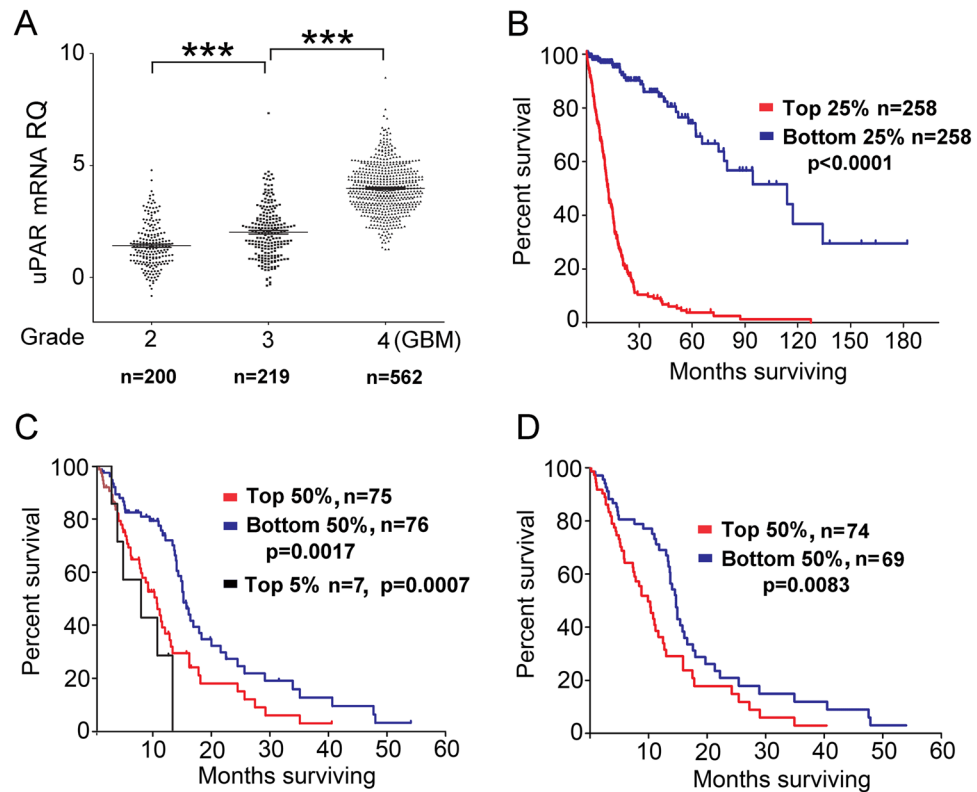 A
***
***
10
5
0
uPAR mRNA RQ
Grade
2
3
4 (GBM)
n=200
n=219
n=562
B
100
80
60
40
20
0
Percent survival
Top 25% n=258
Bottom 25% n=258
p<0.0001
30 60 90 120 150 180
Months surviving
C
100
80
60
40
20
0
Percent survival
Top 50%, n=75
Bottom 50%, n=76
p=0.0017
Top 5% n=7, p=0.0007
10 20 30 40 50 60
Months surviving
D
100
80
60
40
20
0
Percent survival
Top 50%, n=74
Bottom 50%, n=69
p=0.0083
10 20 30 40 50 60
Months surviving